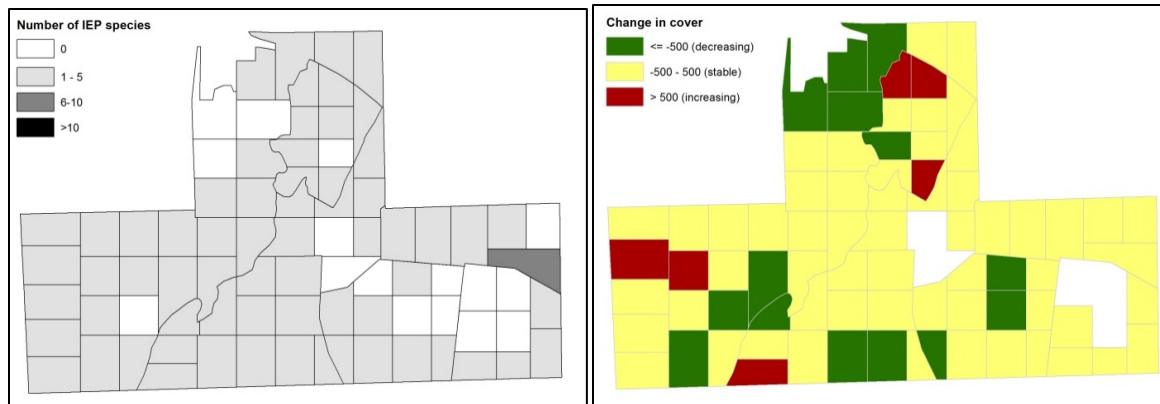 Number of IEP species
0
1 - 5
6-10
>10
Change in cover
<= -500 (decreasing)
-500 - 500 (stable)
> 500 (increasing)